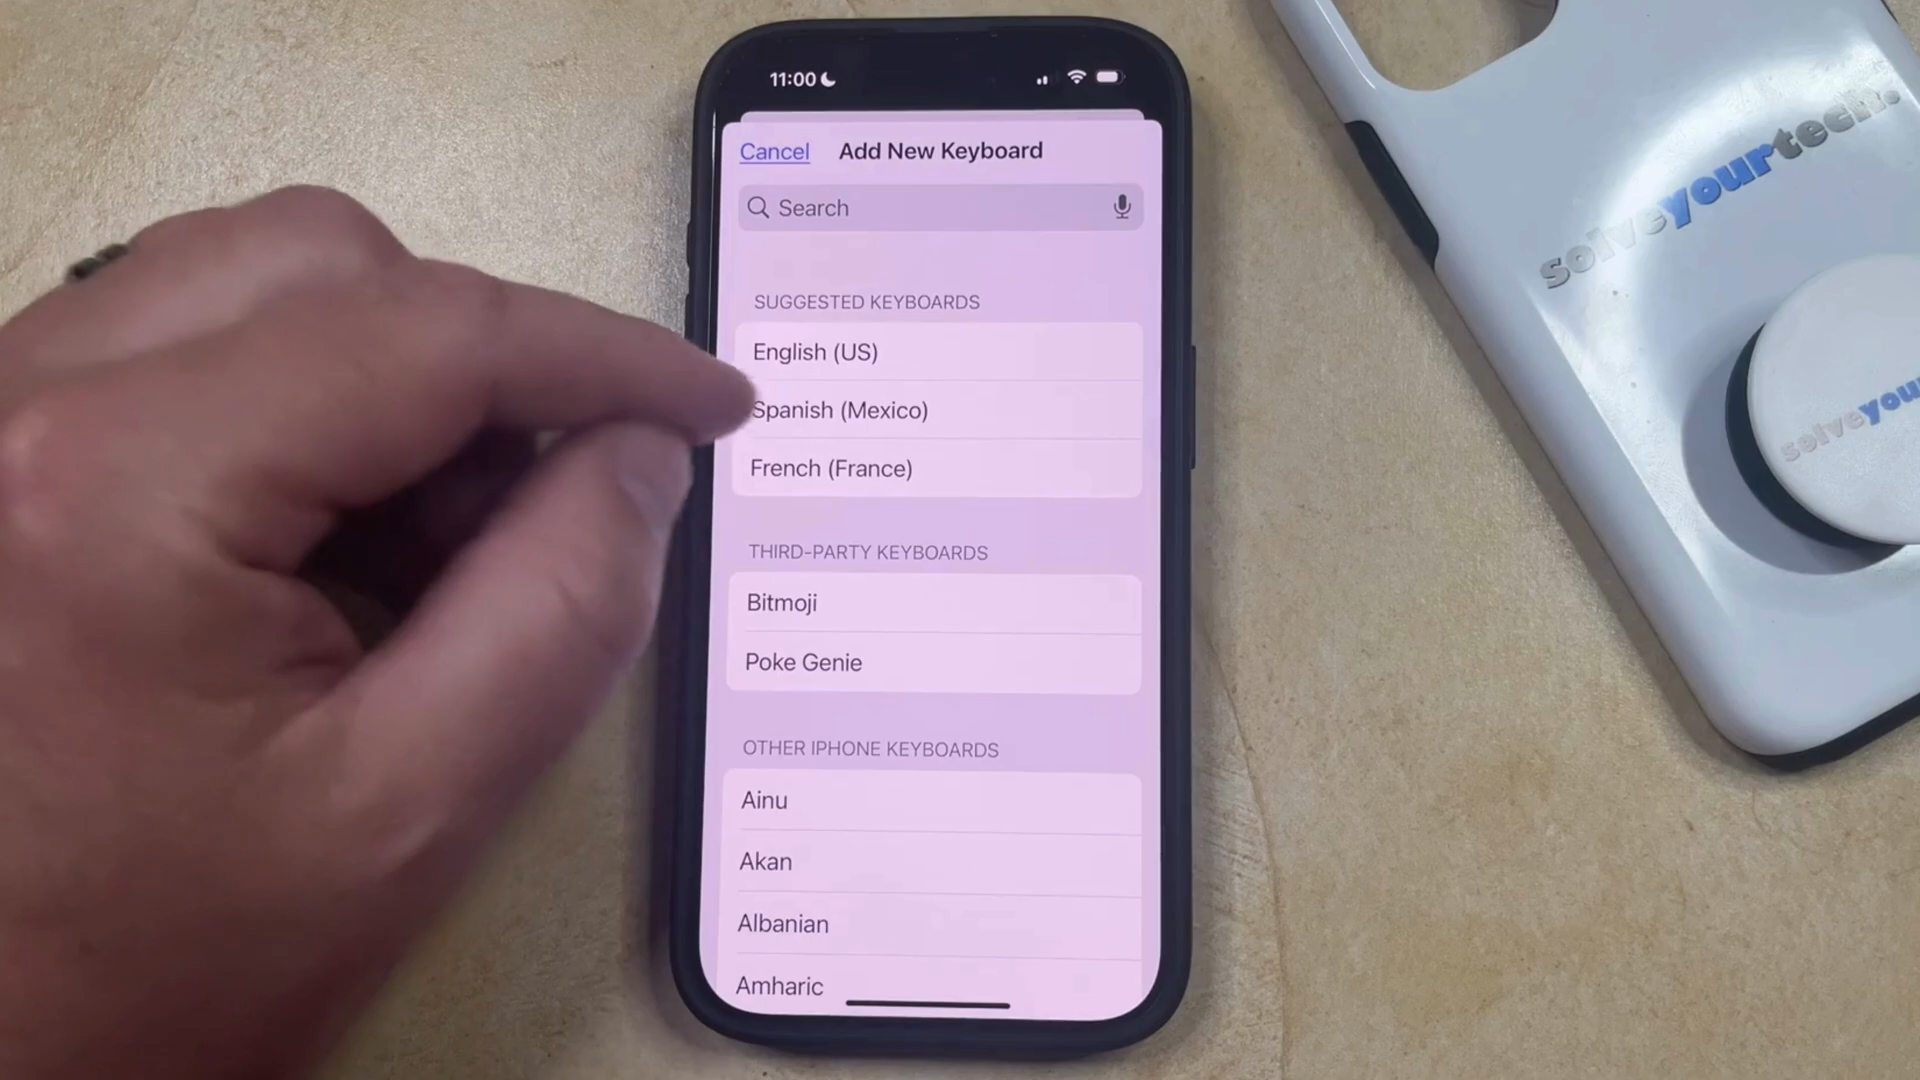 11:00
Cancel
Add New Keyboard
Search
SUGGESTED KEYBOARDS
English (US)
Spanish (Mexico)
French (France)
THIRD-PARTY KEYBOARDS
Bitmoji
Poke Genie
OTHER IPHONE KEYBOARDS
Ainu
Akan
Albanian
Amharic
solveyourtech.
solveyou